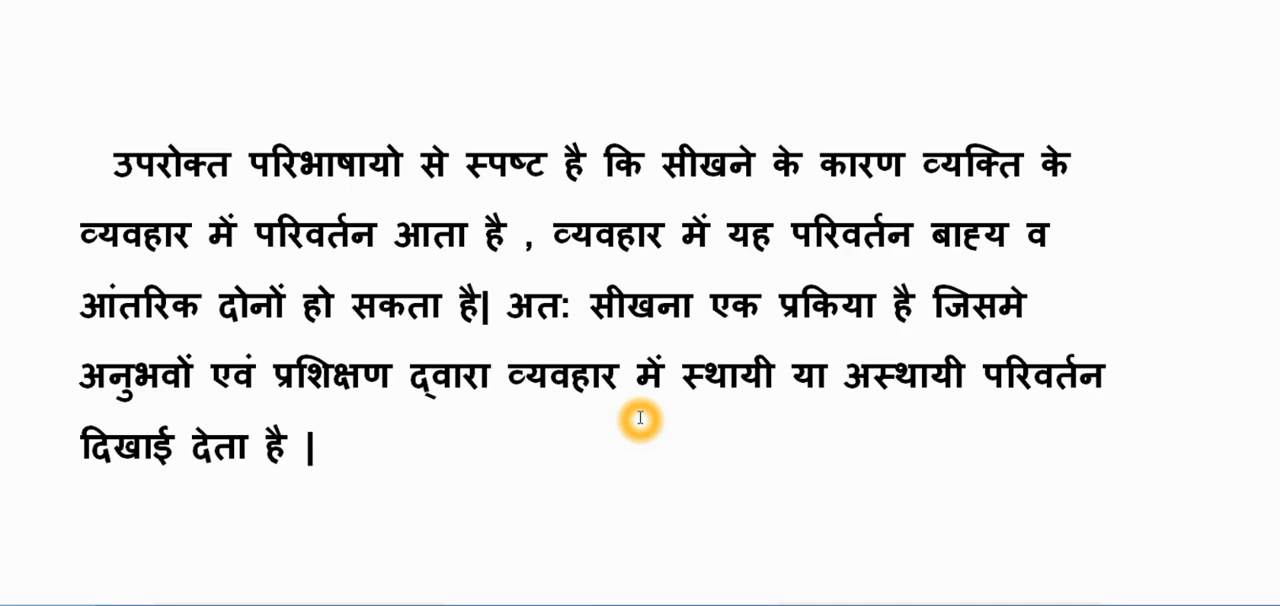 उपरोक्त परिभाषायो से स्पष्ट है कि सीखने के कारण व्यक्ति के
व्यवहार में परिवर्तन आता है , व्यवहार में यह परिवर्तन बाह्य व
आंतरिक दोनों हो सकता है| अत: सीखना एक प्रकिया है जिसमे
अनुभवों एवं प्रशिक्षण द्वारा व्यवहार में स्थायी या अस्थायी परिवर्तन
दिखाई देता है |